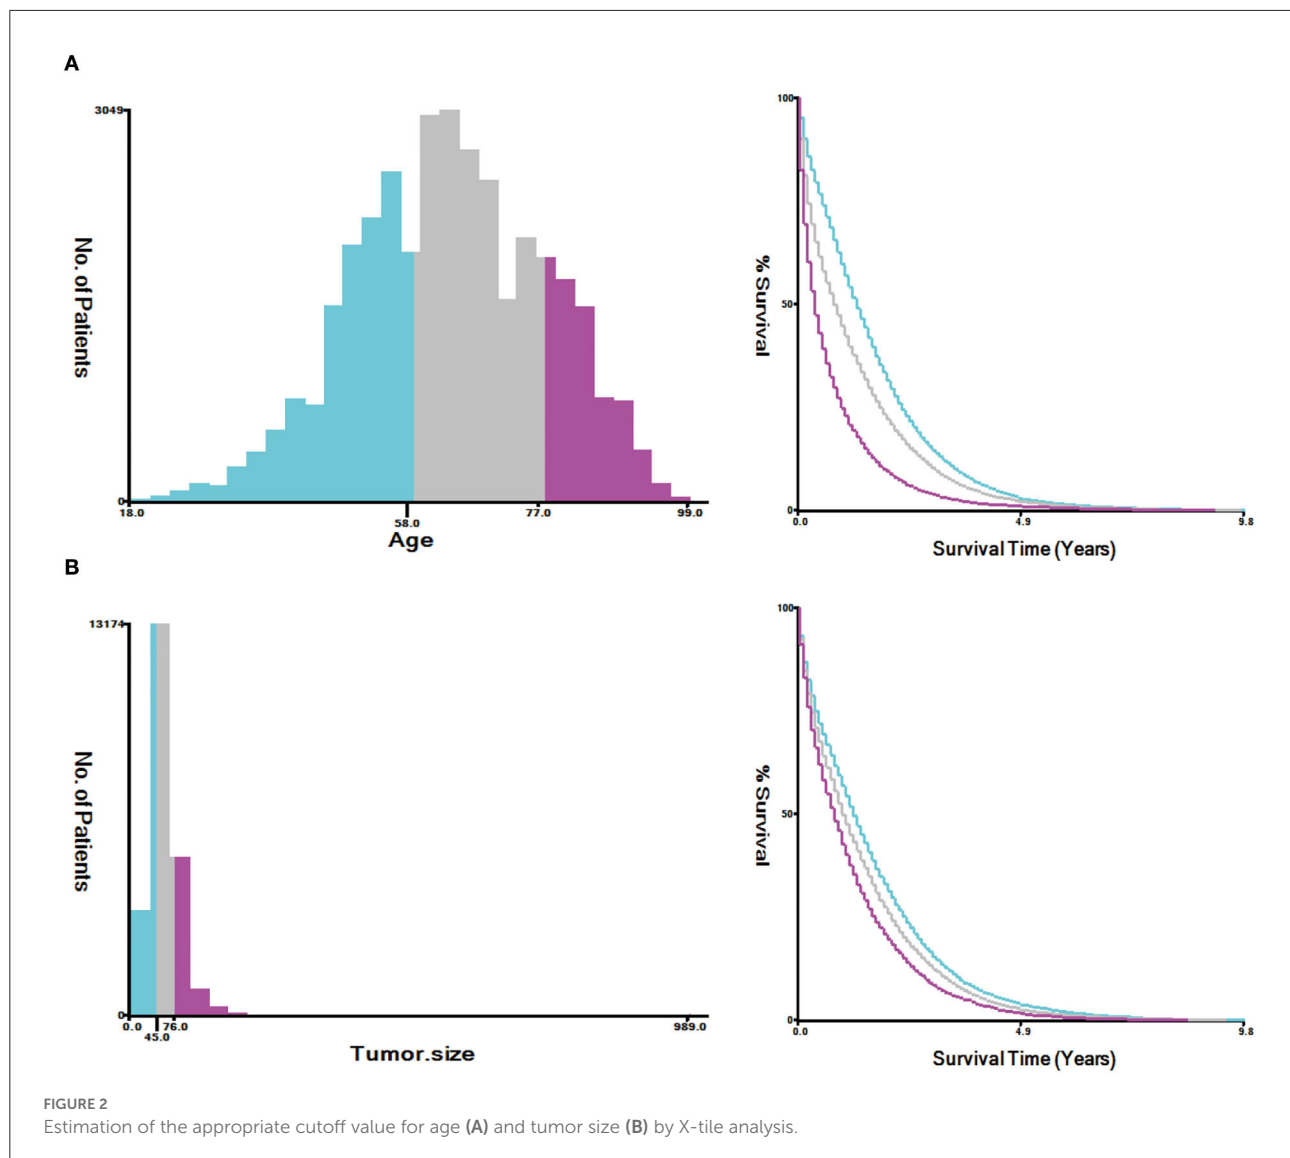 A
3049
No. of Patients
0
18.0
58.0
77.0
99.0
Age
100
% Survival
50
0
0.0
4.9
9.8
Survival Time (Years)
B
13174
No. of Patients
0
0.0
45.0
76.0
989.0
Tumor.size
100
% Survival
50
0
0.0
4.9
9.8
Survival Time (Years)
FIGURE 2
Estimation of the appropriate cutoff value for age (A) and tumor size (B) by X-tile analysis.